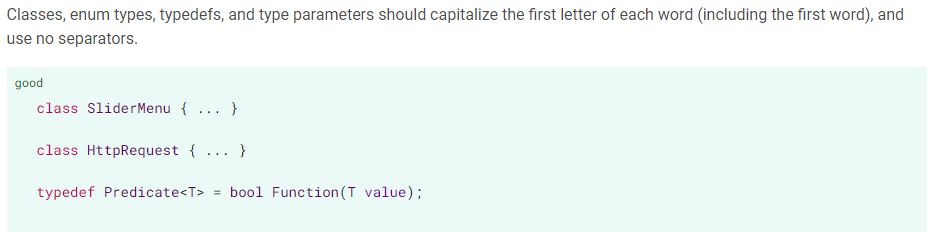 Classes, enum types, typedefs, and type parameters should capitalize the first letter of each word (including the first word), and
use no separators.
good
class SliderMenu { ... }
class HttpRequest { ... }
typedef Predicate<T> = bool Function(T value);